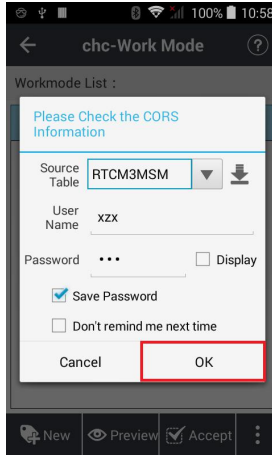 100% 10:58
chc-Work Mode ?
Workmode List :
Please Check the CORS
Information
Source
Table RTCM3MSM
User
Name xzx
Password ••• Display
Save Password
Don't remind me next time
Cancel OK
New Preview Accept